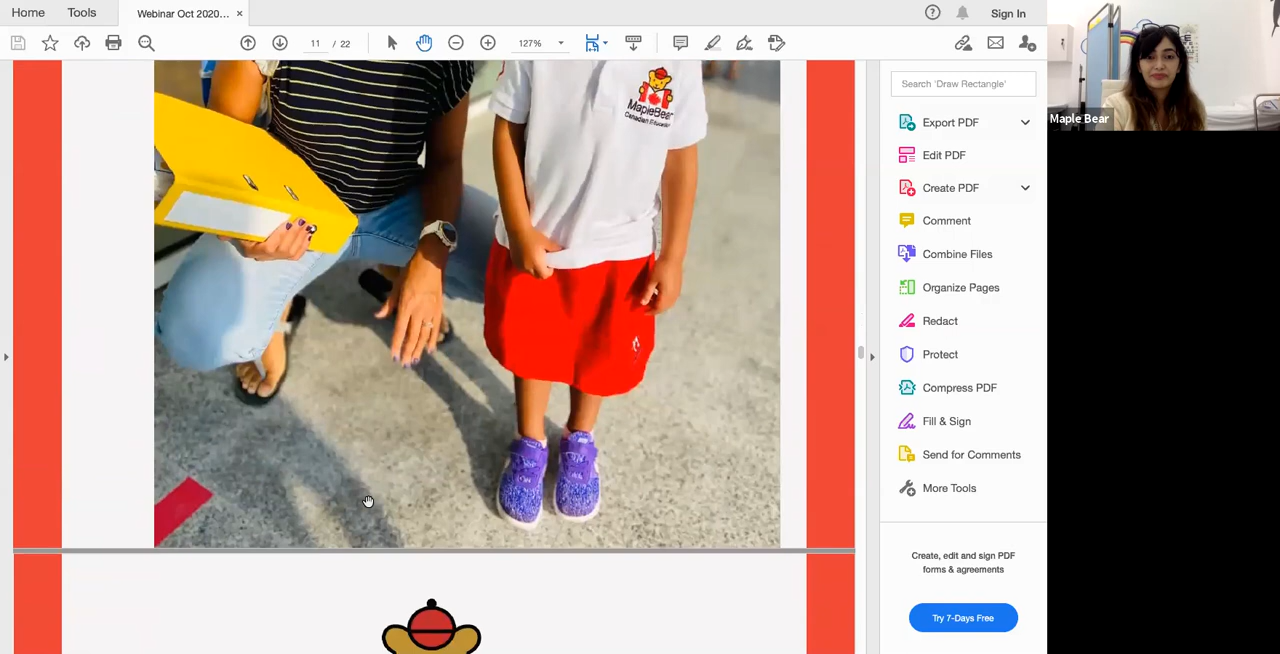 Home
Tools
Webinar Oct 2020...
×
Sign In
11 / 22
127%
Search 'Draw Rectangle'
Export PDF
Edit PDF
Create PDF
Comment
Combine Files
Organize Pages
Redact
Protect
Compress PDF
Fill & Sign
Send for Comments
More Tools
Create, edit and sign PDF
forms & agreements
Try 7-Days Free
MapleBear
Canadian Education
Maple Bear